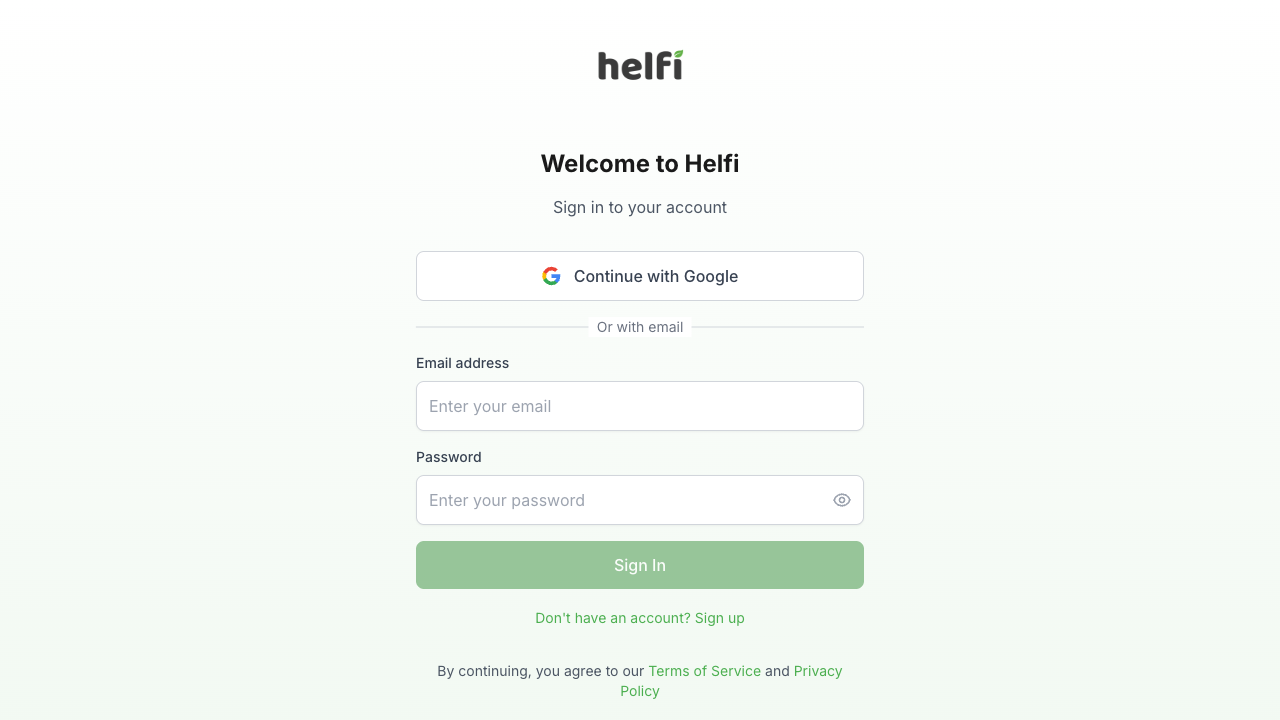 helfi
Welcome to Helfi
Sign in to your account
Continue with Google
Or with email
Email address
Enter your email
Password
Enter your password
Sign In
Don't have an account? Sign up
By continuing, you agree to our Terms of Service and Privacy
Policy